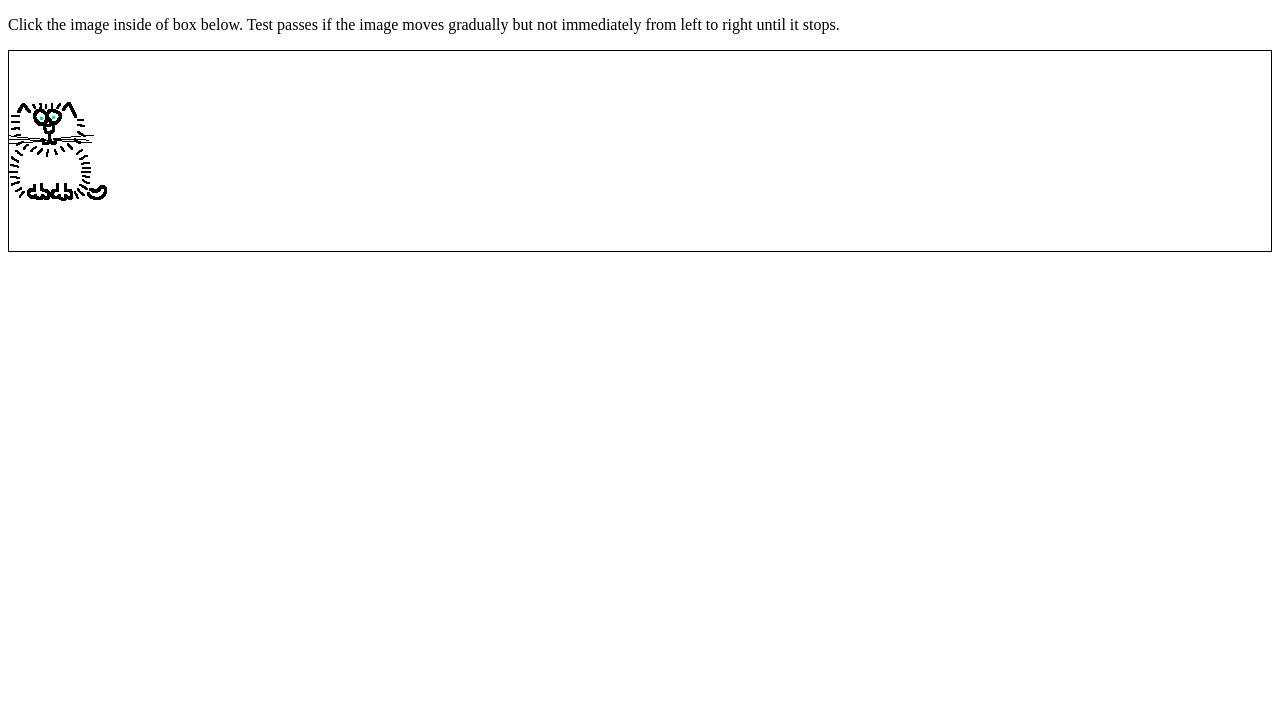 Click the image inside of box below. Test passes if the image moves gradually but not immediately from left to right until it stops.